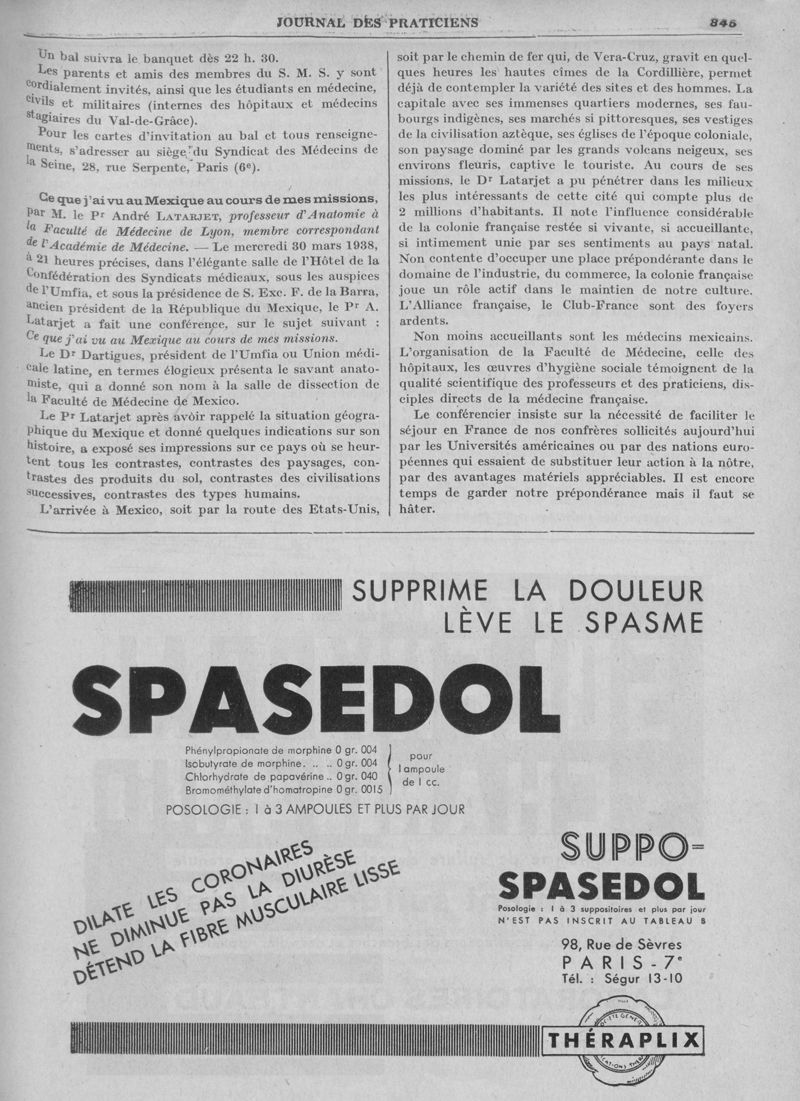 JOURNAL DES PRATICIENS
345
Un bal suivra le banquet dès 22 h. 30.
Les parents et amis des membres du S. M. S. y sont
cordialement invités, ainsi que les étudiants en médecine,
civils et militaires (internes des hôpitaux et médecins
stagiaires du Val-de-Grâce).
Pour les cartes d'invitation au bal et tous renseigne-
ments, s'adresser au siège du Syndicat des Médecins de
la Seine, 28, rue Serpente, Paris (6e).
Ce que j'ai vu au Mexique au cours de mes missions,
par M. le Pr André LATARJET, professeur d'Anatomie à
la Faculté de Médecine de Lyon, membre correspondant
de l'Académie de Médecine. — Le mercredi 30 mars 1938,
à 21 heures précises, dans l'élégante salle de l'Hôtel de la
Confédération des Syndicats médicaux, sous les auspices
de l'Umfia, et sous la présidence de S. Exc. F. de la Barra,
ancien président de la République du Mexique, le Pr A.
Latarjet a fait une conférence, sur le sujet suivant :
Ce que j'ai vu au Mexique au cours de mes missions.
Le Dr Dartigues, président de l'Umfia ou Union médi-
cale latine, en termes élogieux présenta le savant anato-
miste, qui a donné son nom à la salle de dissection de
la Faculté de Médecine de Mexico.
Le Pr Latarjet après avoir rappelé la situation géogra-
phique du Mexique et donné quelques indications sur son
histoire, a exposé ses impressions sur ce pays où se heur-
tent tous les contrastes, contrastes des paysages, con-
trastes des produits du sol, contrastes des civilisations
successives, contrastes des types humains.
L'arrivée à Mexico, soit par la route des Etats-Unis,
soit par le chemin de fer qui, de Vera-Cruz, gravit en quel-
ques heures les hautes cimes de la Cordillière, permet
déjà de contempler la variété des sites et des hommes. La
capitale avec ses immenses quartiers modernes, ses fau-
bourgs indigènes, ses marchés si pittoresques, ses vestiges
de la civilisation aztèque, ses églises de l'époque coloniale,
son paysage dominé par les grands volcans neigeux, ses
environs fleuris, captive le touriste. Au cours de ses
missions, le Dr Latarjet a pu pénétrer dans les milieux
les plus intéressants de cette cité qui compte plus de
2 millions d'habitants. Il note l'influence considérable
de la colonie française restée si vivante, si accueillante,
si intimement unie par ses sentiments au pays natal.
Non contente d'occuper une place prépondérante dans le
domaine de l'industrie, du commerce, la colonie française
joue un rôle actif dans le maintien de notre culture.
L'Alliance française, le Club-France sont des foyers
ardents.
Non moins accueillants sont les médecins mexicains.
L'organisation de la Faculté de Médecine, celle des
hôpitaux, les œuvres d'hygiène sociale témoignent de la
qualité scientifique des professeurs et des praticiens, dis-
ciples directs de la médecine française.
Le conférencier insiste sur la nécessité de faciliter le
séjour en France de nos confrères sollicités aujourd'hui
par les Universités américaines ou par des nations euro-
péennes qui essaient de substituer leur action à la nôtre,
par des avantages matériels appréciables. Il est encore
temps de garder notre prépondérance mais il faut se
hâter.
SUPPRIME LA DOULEUR
LÈVE LE SPASME
SPASEDOL
Phénylpropionate de morphine 0 gr. 004
Isobutyrate de morphine. .. .. 0 gr. 004
Chlorhydrate de papavérine .. 0 gr. 040
Bromométhylate d'homatropine 0 gr. 0015
pour
1 ampoule
de 1 cc.
POSOLOGIE : 1 à 3 AMPOULES ET PLUS PAR JOUR
DILATE LES CORONAIRES
NE DIMINUE PAS LA DIURÈSE
DÉTEND LA FIBRE MUSCULAIRE LISSE
SUPPO=
SPASEDOL
Posologie : 1 à 3 suppositoires et plus par jour
N'EST PAS INSCRIT AU TABLEAU B
98, Rue de Sèvres
PARIS - 7e
Tél. : Ségur 13-10
THÉRAPLIX